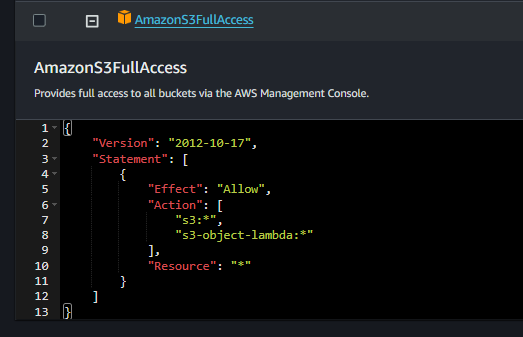 AmazonS3FullAccess
AmazonS3FullAccess
Provides full access to all buckets via the AWS Management Console.
1 {
2 "Version": "2012-10-17",
3 "Statement": [
4 {
5 "Effect": "Allow",
6 "Action": [
7 "s3:*",
8 "s3-object-lambda:*"
9 ],
10 "Resource": "*"
11 }
12 ]
13 }